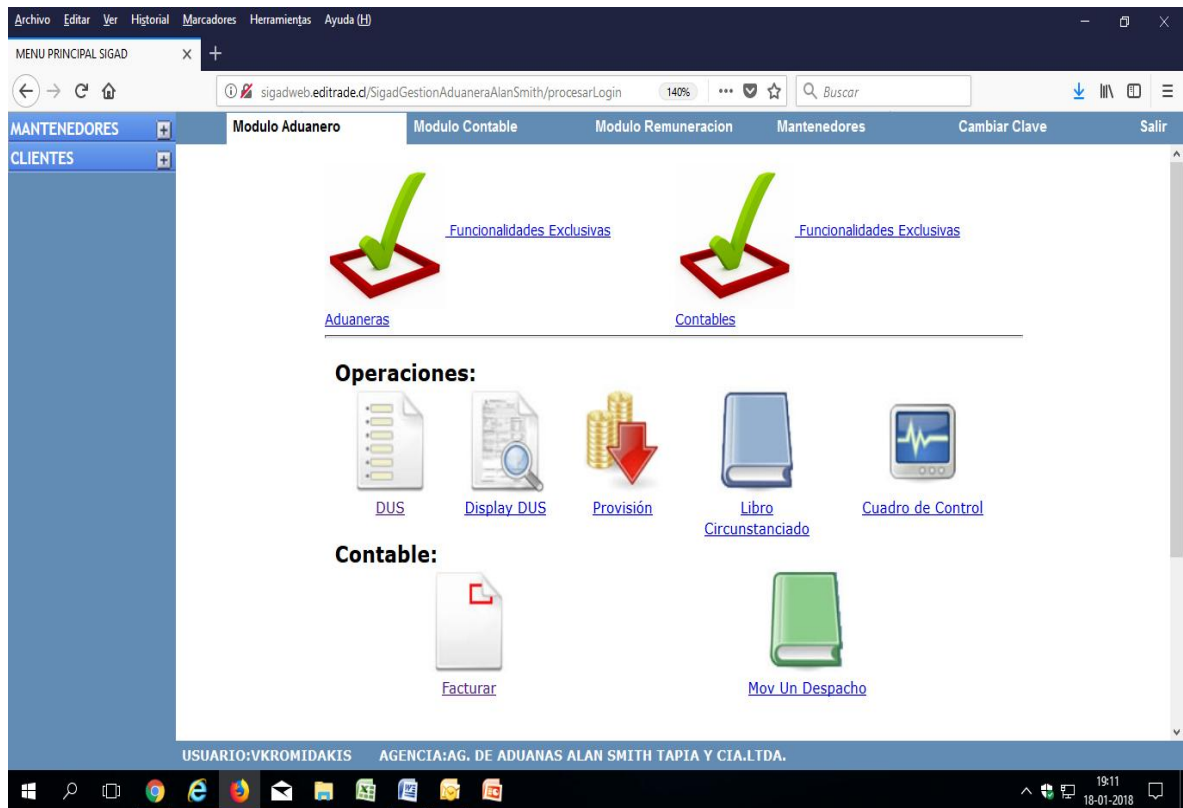 Archivo Editar Ver Historial Marcadores Herramientas Ayuda (H)
MENU PRINCIPAL SIGAD
sigadweb.editrade.cl/SigadGestionAduaneraAlanSmith/procesarLogin 140% Buscar
MANTENEDORES
CLIENTES
Modulo Aduanero Modulo Contable Modulo Remuneracion Mantenedores Cambiar Clave Salir
Funcionalidades Exclusivas
Aduaneras
Funcionalidades Exclusivas
Contables
Operaciones:
DUS
Display DUS
Provisión
Libro
Circunstanciado
Cuadro de Control
Contable:
Facturar
Mov Un Despacho
USUARIO:VKROMIDAKIS AGENCIA:AG. DE ADUANAS ALAN SMITH TAPIA Y CIA.LTDA.
19:11
18-01-2018